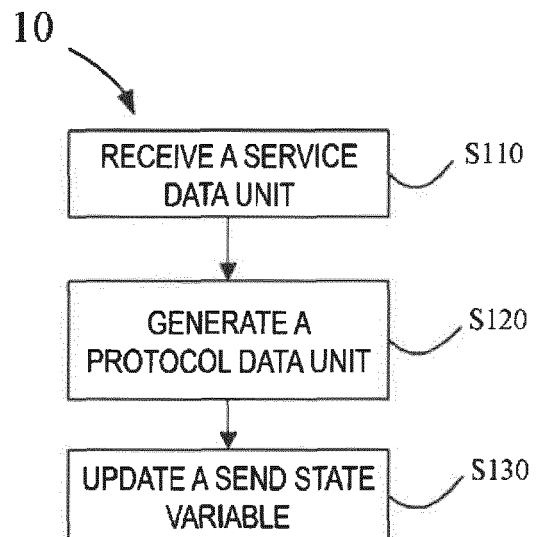 10
RECEIVE A SERVICE
DATA UNIT
S110
GENERATE A
PROTOCOL DATA UNIT
S120
UPDATE A SEND STATE
VARIABLE
S130